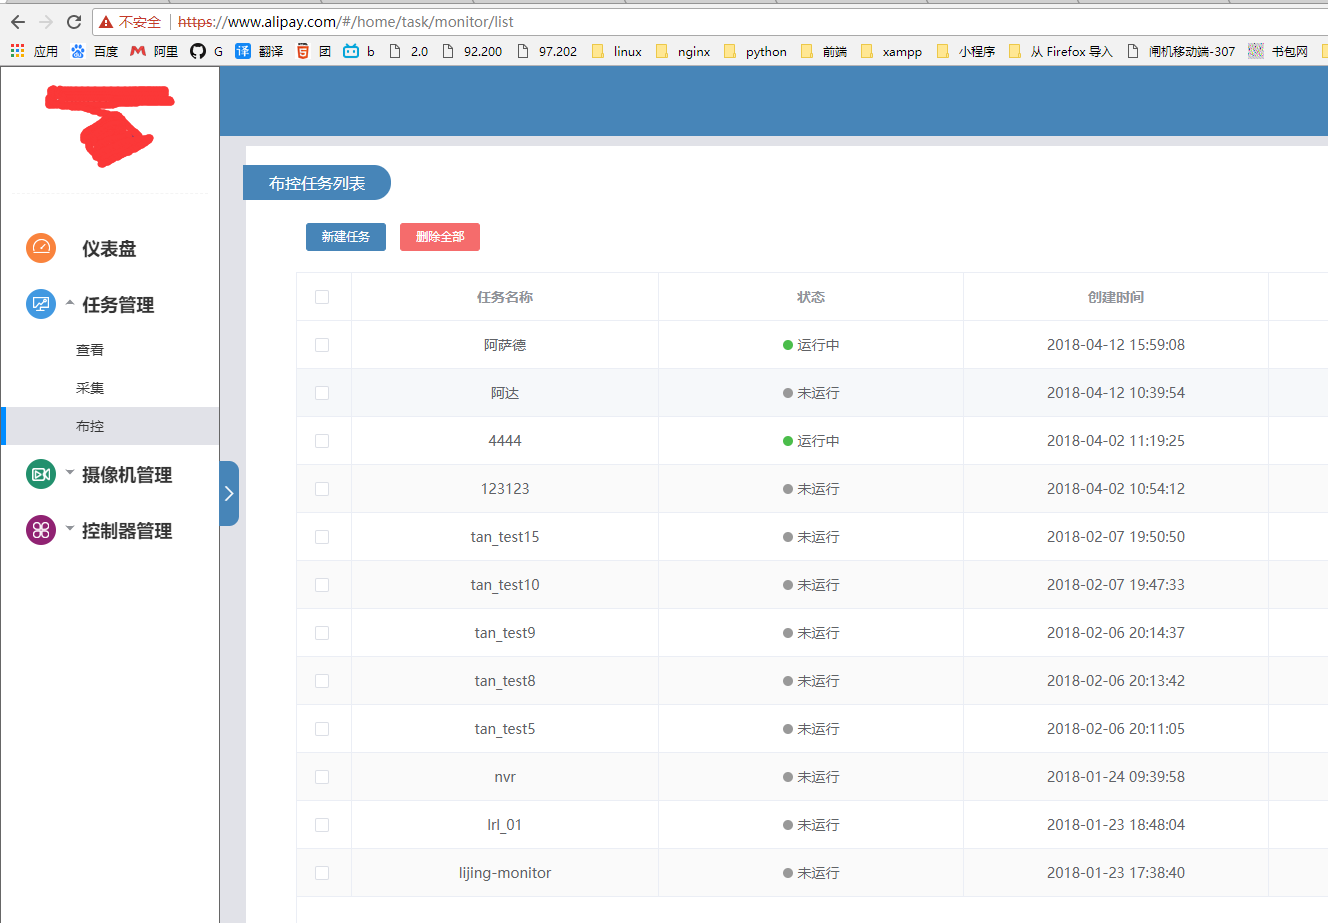 不安全 https://www.alipay.com/#/home/task/monitor/list
应用 百度 阿里 G 译 翻译 团 b 2.0 92.200 97.202 linux nginx python 前端 xampp 小程序 从 Firefox 导入 闸机移动端-307 书包网
布控任务列表
新建任务 删除全部
仪表盘
任务管理
查看
采集
布控
摄像机管理
控制器管理
任务名称 状态 创建时间
阿萨德 运行中 2018-04-12 15:59:08
阿达 未运行 2018-04-12 10:39:54
4444 运行中 2018-04-02 11:19:25
123123 未运行 2018-04-02 10:54:12
tan_test15 未运行 2018-02-07 19:50:50
tan_test10 未运行 2018-02-07 19:47:33
tan_test9 未运行 2018-02-06 20:14:37
tan_test8 未运行 2018-02-06 20:13:42
tan_test5 未运行 2018-02-06 20:11:05
nvr 未运行 2018-01-24 09:39:58
lrl_01 未运行 2018-01-23 18:48:04
lijing-monitor 未运行 2018-01-23 17:38:40